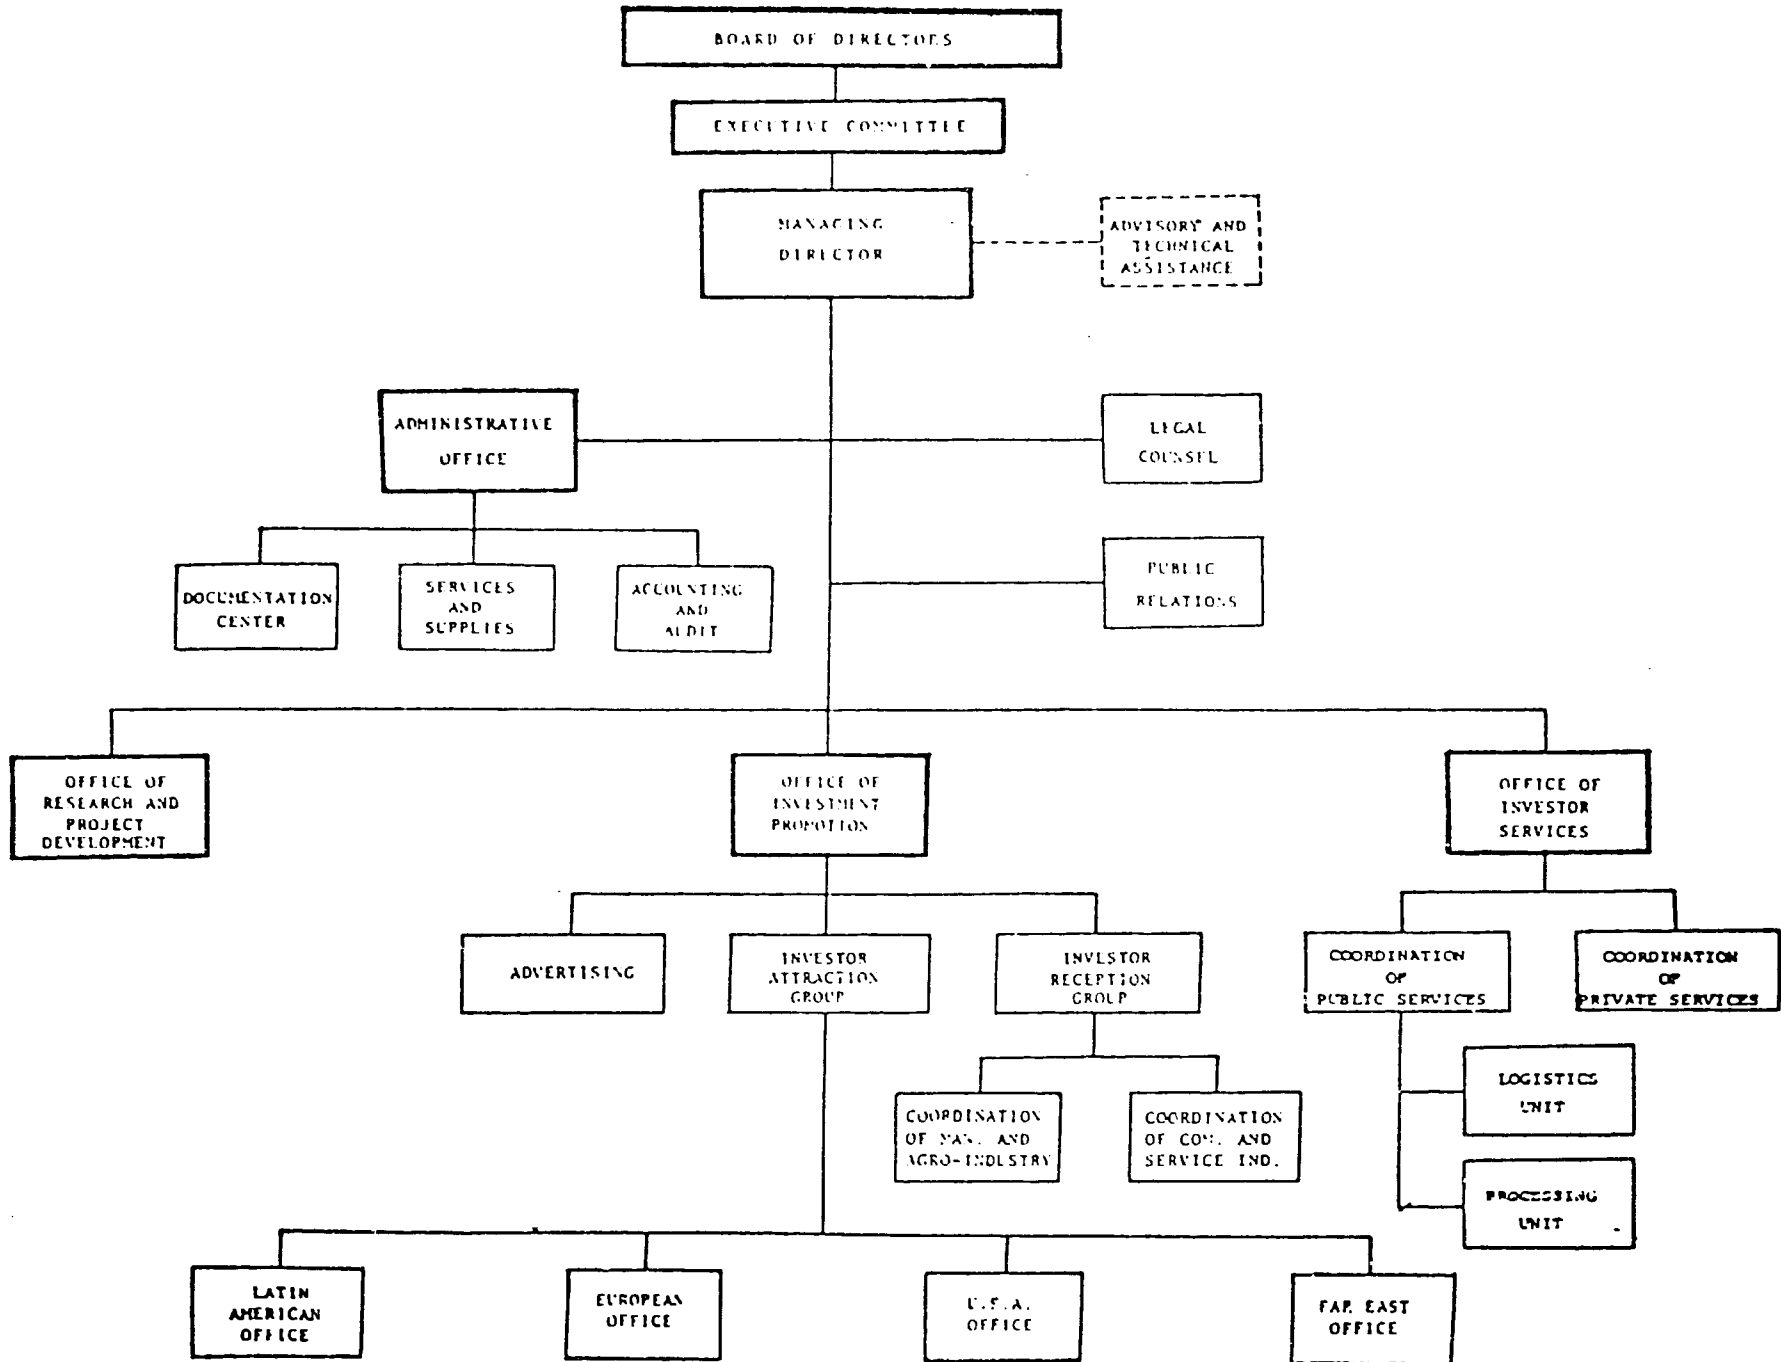 BOARD OF DIRECTORS
EXECUTIVE COMMITTEE
MANAGING
DIRECTOR
ADVISORY AND
TECHNICAL
ASSISTANCE
ADMINISTRATIVE
OFFICE
LEGAL
COUNSEL
DOCUMENTATION
CENTER
SERVICES
AND
SUPPLIES
ACCOUNTING
AND
AUDIT
PUBLIC
RELATIONS
OFFICE OF
RESEARCH AND
PROJECT
DEVELOPMENT
OFFICE OF
INVESTMENT
PROMOTION
OFFICE OF
INVESTOR
SERVICES
ADVERTISING
INVESTOR
ATTRACTION
GROUP
INVESTOR
RECEPTION
GROUP
COORDINATION
OF
PUBLIC SERVICES
COORDINATION
OF
PRIVATE SERVICES
COORDINATION
OF MAN. AND
AGRO-INDUSTRY
COORDINATION
OF COM. AND
SERVICE IND.
LOGISTICS
UNIT
PROCESSING
UNIT
LATIN
AMERICAN
OFFICE
EUROPEAN
OFFICE
U.S.A.
OFFICE
FAR EAST
OFFICE